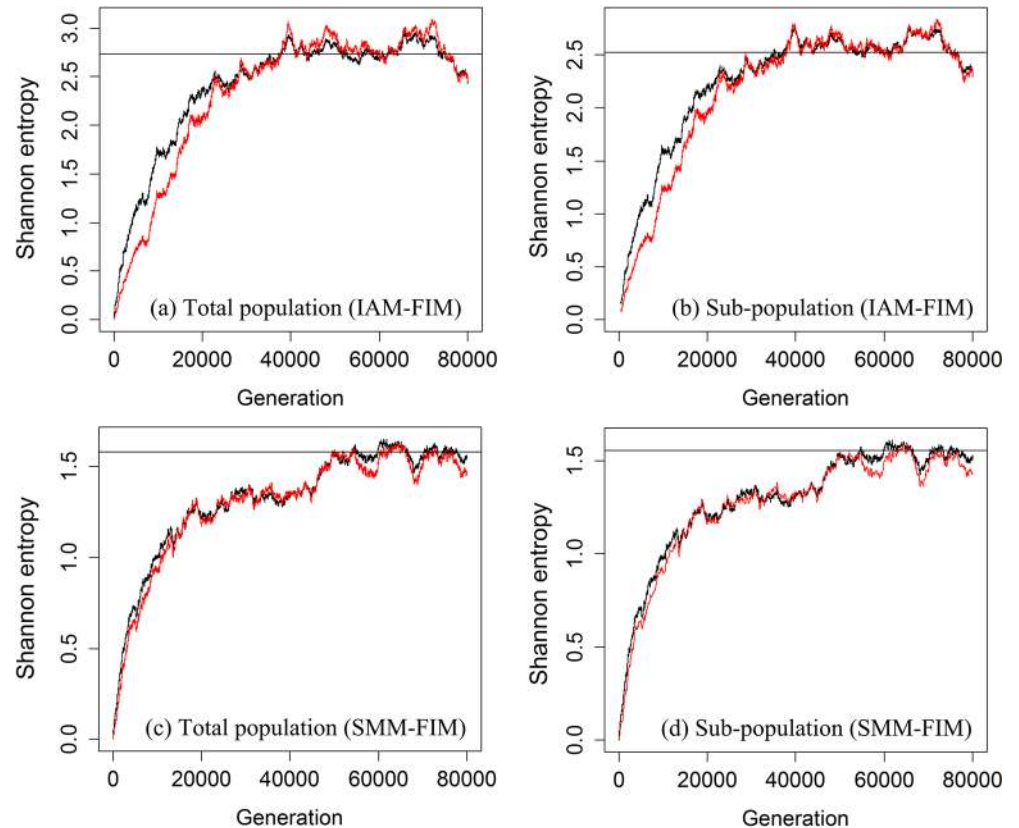 Shannon entropy
3.0
2.5
2.0
1.5
1.0
0.5
0.0
(a) Total population (IAM-FIM)
0 20000 40000 60000 80000
Generation
Shannon entropy
2.5
2.0
1.5
1.0
0.5
0.0
(b) Sub-population (IAM-FIM)
0 20000 40000 60000 80000
Generation
Shannon entropy
1.5
1.0
0.5
0.0
(c) Total population (SMM-FIM)
0 20000 40000 60000 80000
Generation
Shannon entropy
1.5
1.0
0.5
0.0
(d) Sub-population (SMM-FIM)
0 20000 40000 60000 80000
Generation